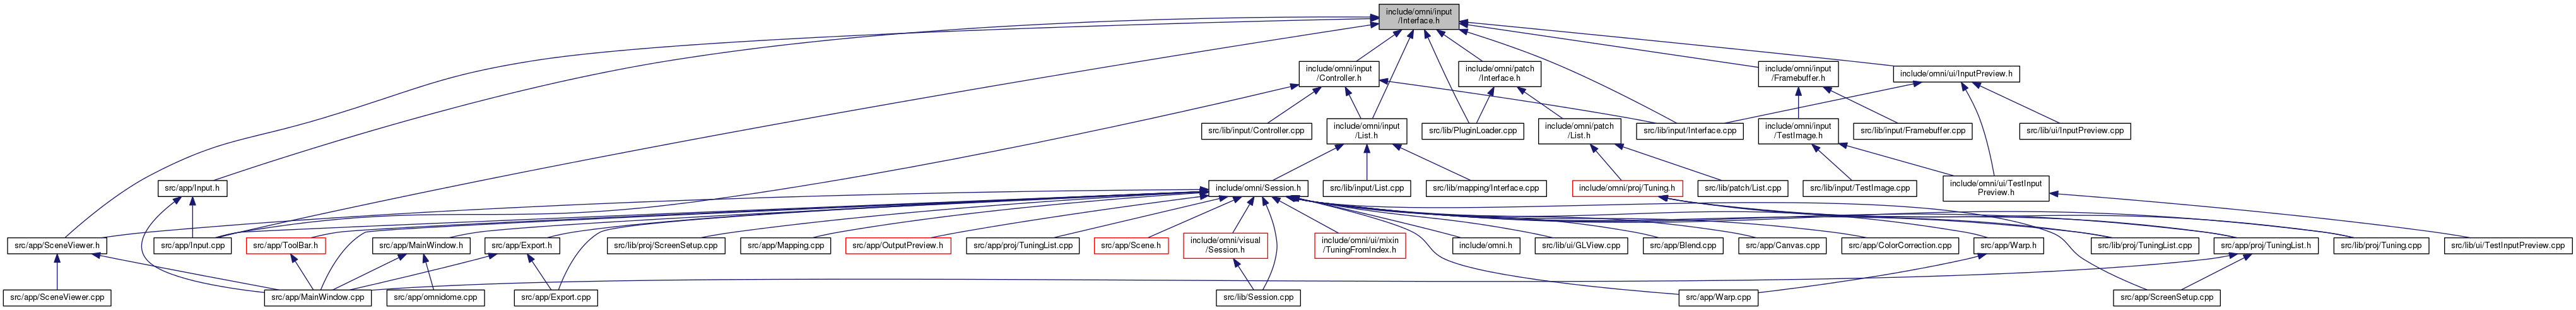 include/omni/input
/Interface.h
include/omni/input
/Controller.h
include/omni/patch
/Interface.h
include/omni/input
/Framebuffer.h
include/omni/ui/InputPreview.h
src/lib/input/Controller.cpp
include/omni/input
/List.h
src/lib/PluginLoader.cpp
include/omni/patch
/List.h
src/lib/input/Interface.cpp
include/omni/input
/TestImage.h
src/lib/input/Framebuffer.cpp
src/lib/ui/InputPreview.cpp
src/app/Input.h
include/omni/Session.h
src/lib/input/List.cpp
src/lib/mapping/Interface.cpp
include/omni/proj/Tuning.h
src/lib/patch/List.cpp
src/lib/input/TestImage.cpp
include/omni/ui/TestInput
Preview.h
src/app/SceneViewer.h
src/app/Input.cpp
src/app/ToolBar.h
src/app/MainWindow.h
src/app/Export.h
src/lib/proj/ScreenSetup.cpp
src/app/Mapping.cpp
src/app/OutputPreview.h
src/app/proj/TuningList.cpp
src/app/Scene.h
include/omni/visual
/Session.h
include/omni/ui/mixin
/TuningFromIndex.h
include/omni.h
src/lib/ui/GLView.cpp
src/app/Blend.cpp
src/app/Canvas.cpp
src/app/ColorCorrection.cpp
src/app/Warp.h
src/lib/proj/TuningList.cpp
src/app/proj/TuningList.h
src/lib/proj/Tuning.cpp
src/lib/ui/TestInputPreview.cpp
src/app/SceneViewer.cpp
src/app/MainWindow.cpp
src/app/omnidome.cpp
src/app/Export.cpp
src/lib/Session.cpp
src/app/Warp.cpp
src/app/ScreenSetup.cpp